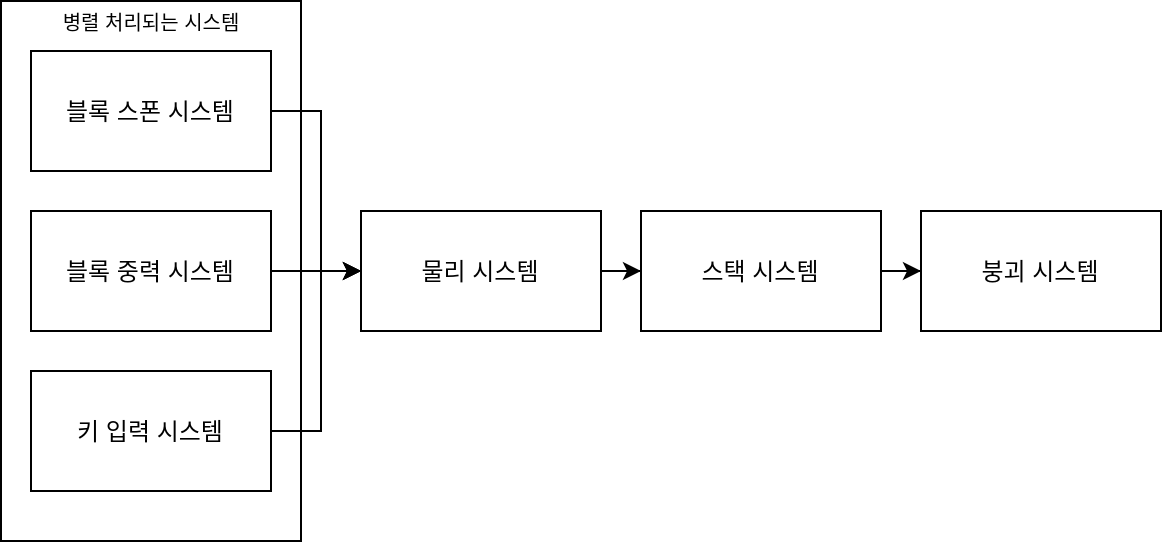 병렬 처리되는 시스템
블록 스폰 시스템
블록 중력 시스템
키 입력 시스템
물리 시스템
스택 시스템
붕괴 시스템